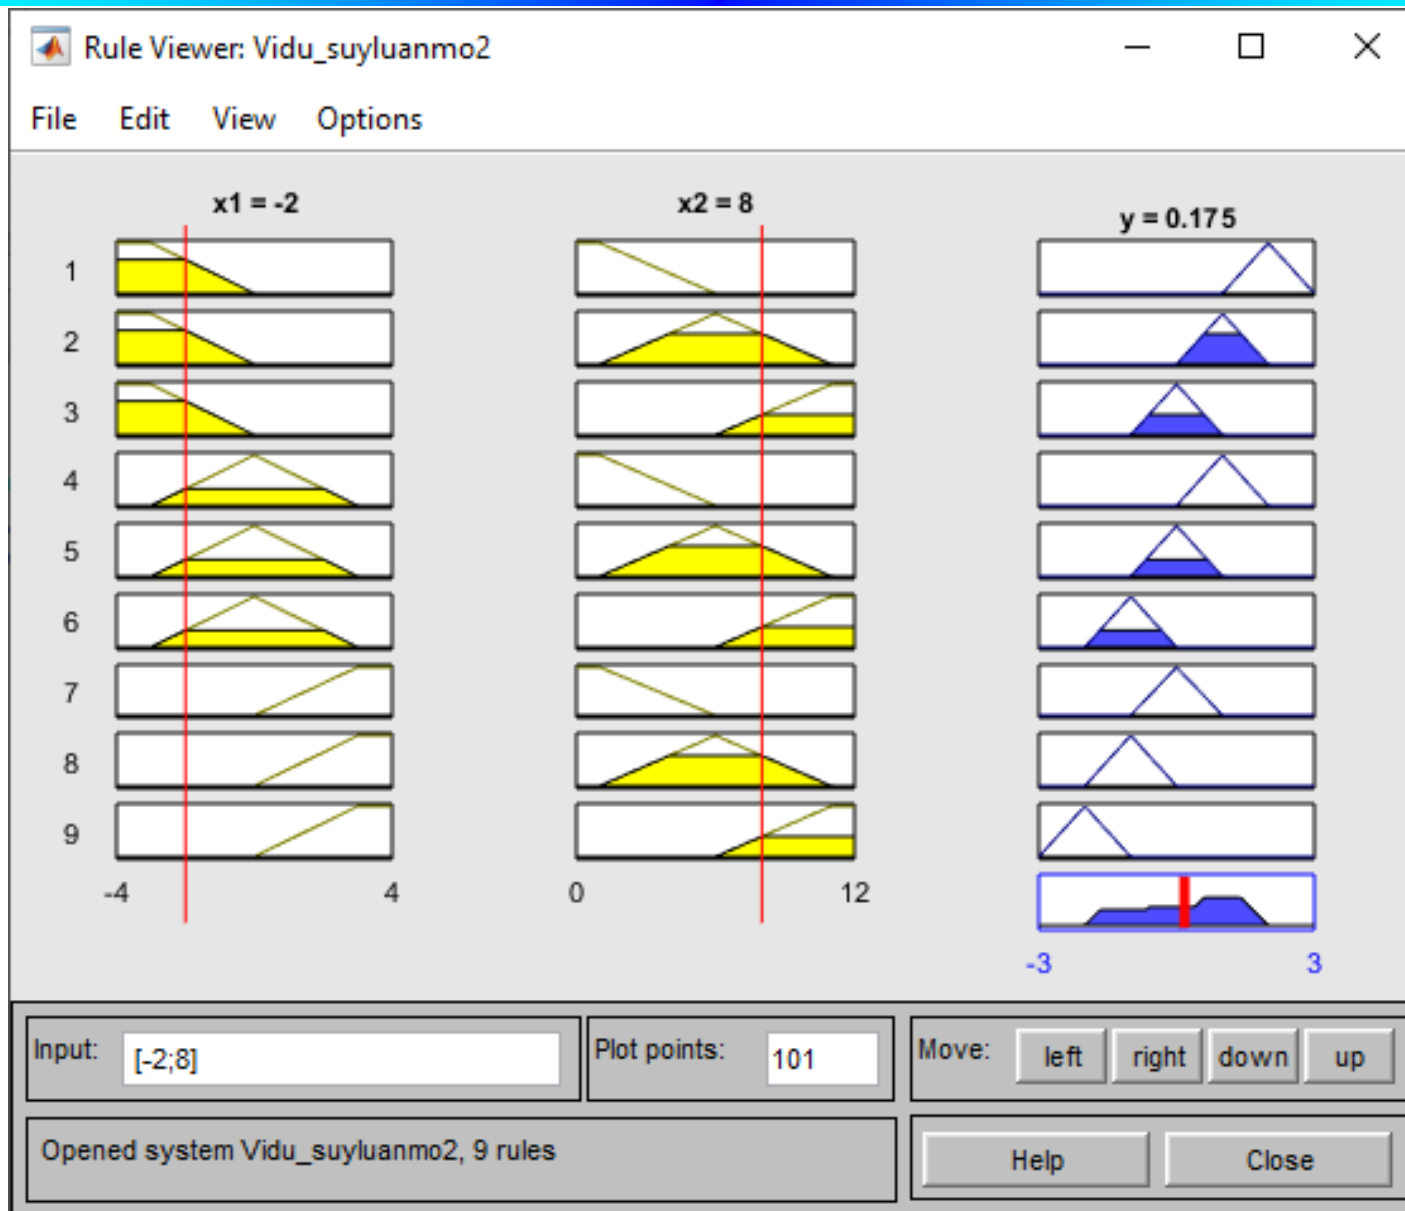 Rule Viewer: Vidu_suyluanmo2
File Edit View Options
x1 = -2 x2 = 8 y = 0.175
1
2
3
4
5
6
7
8
9
-4 4 0 12
-3 3
Input: [-2;8] Plot points: 101 Move: left right down up
Opened system Vidu_suyluanmo2, 9 rules Help Close